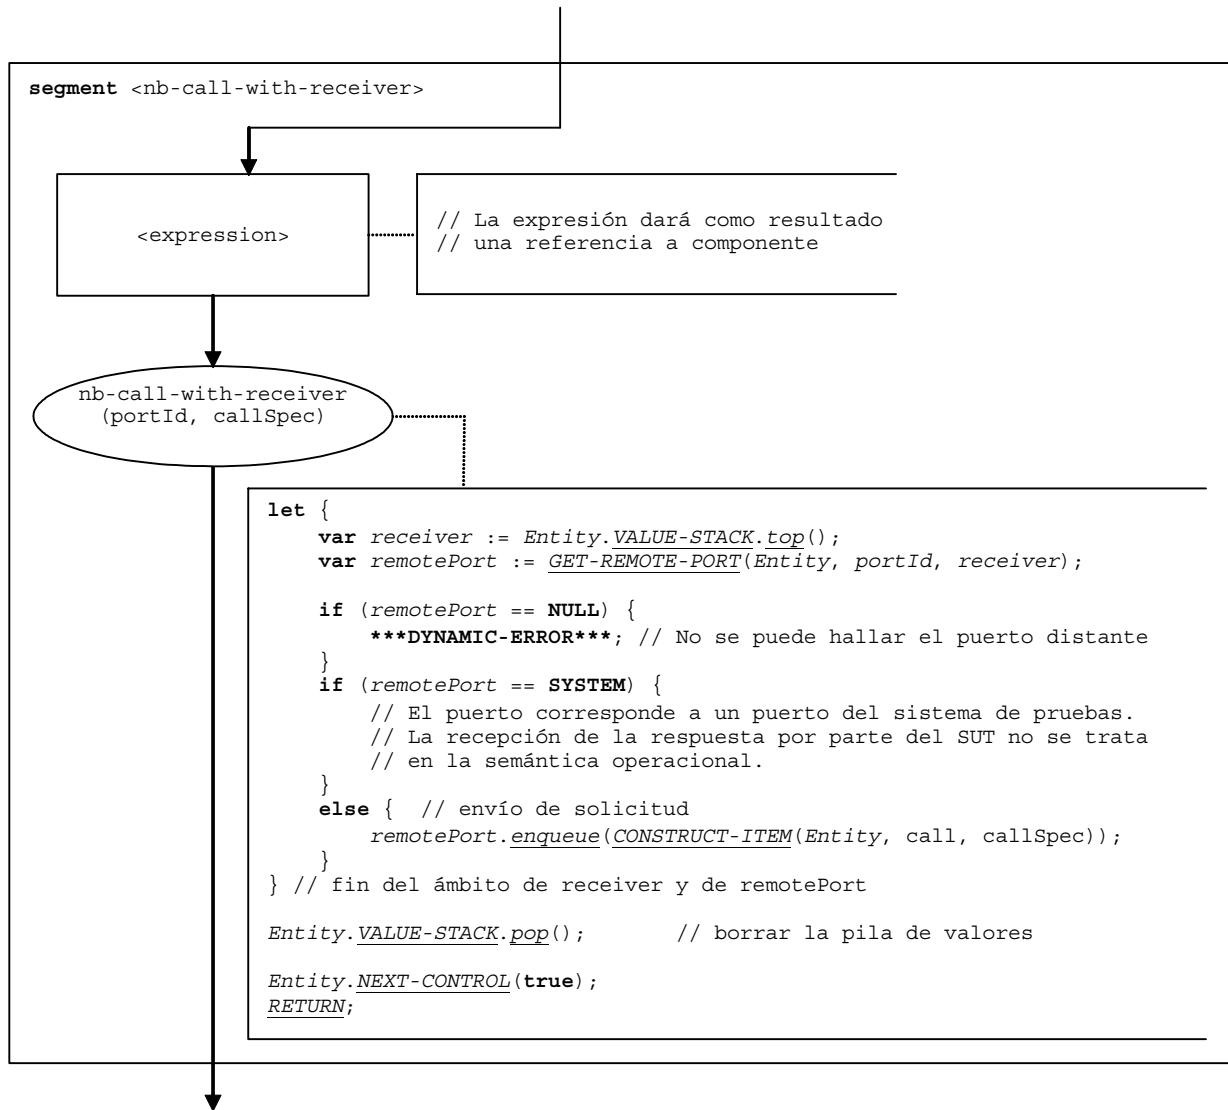 segment <nb-call-with-receiver>
<expression>
// La expresión dará como resultado
// una referencia a componente
nb-call-with-receiver
(portId, callSpec)
let {
var receiver := Entity.VALUE-STACK.top();
var remotePort := GET-REMOTE-PORT(Entity, portId, receiver);
if (remotePort == NULL) {
***DYNAMIC-ERROR***; // No se puede hallar el puerto distante
}
if (remotePort == SYSTEM) {
// El puerto corresponde a un puerto del sistema de pruebas.
// La recepción de la respuesta por parte del SUT no se trata
// en la semántica operacional.
}
else { // envío de solicitud
remotePort.enqueue(CONSTRUCT-ITEM(Entity, call, callSpec));
}
} // fin del ámbito de receiver y de remotePort
Entity.VALUE-STACK.pop(); // borrar la pila de valores
Entity.NEXT-CONTROL(true);
RETURN;